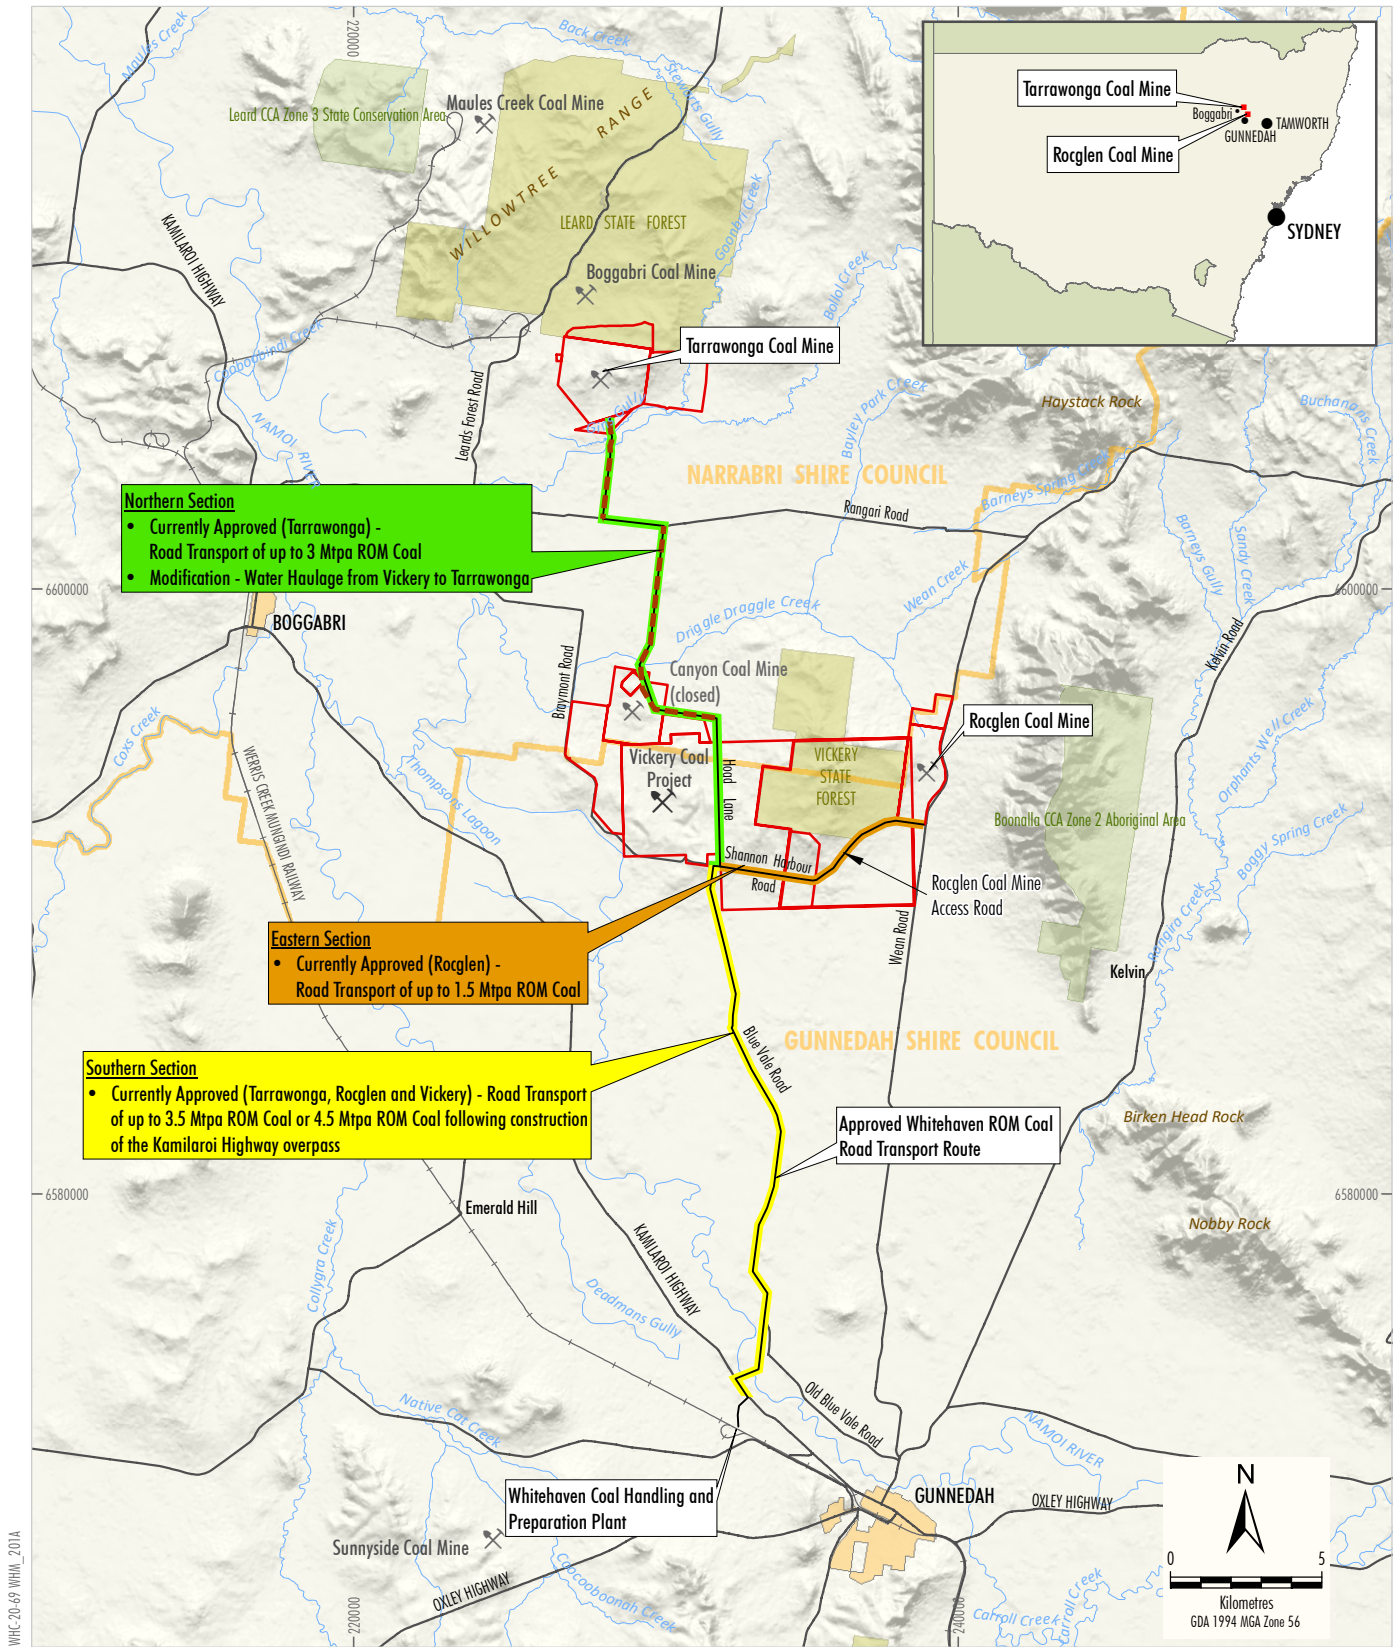 Maules Creek
220000
Back Creek
Stewarts Gully
Leard CCA Zone 3 State Conservation Area
Maules Creek Coal Mine
WILLOWTREE RANGE
LEARD STATE FOREST
Goonbri Creek
Bollol Creek
KAMILAROI HIGHWAY
Boggabri Coal Mine
Tarrawonga Coal Mine
Boggabri
GUNNEDAH
TAMWORTH
Rocglen Coal Mine
SYDNEY
Tarrawonga Coal Mine
Leards Forest Road
NAMOI RIVER
Bayley Park Creek
Haystack Rock
Buchanans Creek
NARRABRI SHIRE COUNCIL
Barneys Spring Creek
Rangari Road
Barneys Gully
Sandy Creek
Northern Section
• Currently Approved (Tarrawonga) -
Road Transport of up to 3 Mtpa ROM Coal
• Modification - Water Haulage from Vickery to Tarrawonga
6600000
6600000
BOGGABRI
Driggle Draggle Creek
Wean Creek
Kelvin Road
Braymont Road
Canyon Coal Mine
(closed)
Coxs Creek
WERRIS CREEK MUNGINDI RAILWAY
Thompsons Lagoon
Vickery Coal
Project
Hoad Lane
VICKERY
STATE
FOREST
Rocglen Coal Mine
Orphants Well Creek
Boggy Spring Creek
Boonalla CCA Zone 2 Aboriginal Area
Shannon Harbour
Road
Rocglen Coal Mine
Access Road
Wean Road
Rangira Creek
Kelvin
Eastern Section
• Currently Approved (Rocglen) -
Road Transport of up to 1.5 Mtpa ROM Coal
GUNNEDAH SHIRE COUNCIL
Blue Vale Road
Southern Section
• Currently Approved (Tarrawonga, Rocglen and Vickery) - Road Transport
of up to 3.5 Mtpa ROM Coal or 4.5 Mtpa ROM Coal following construction
of the Kamilaroi Highway overpass
Approved Whitehaven ROM Coal
Road Transport Route
Birken Head Rock
6580000
6580000
Emerald Hill
Nobby Rock
Collygra Creek
KAMILAROI HIGHWAY
Deadmans Gully
Old Blue Vale Road
Native Cat Creek
NAMOI RIVER
Whitehaven Coal Handling and
Preparation Plant
GUNNEDAH
OXLEY HIGHWAY
Sunnyside Coal Mine
OXLEY HIGHWAY
Cocooboonah Creek
220000
240000
Carroll Creek
Carroll Creek
N
0 5
Kilometres
GDA 1994 MGA Zone 56
WHC-20-69 WHM_201A